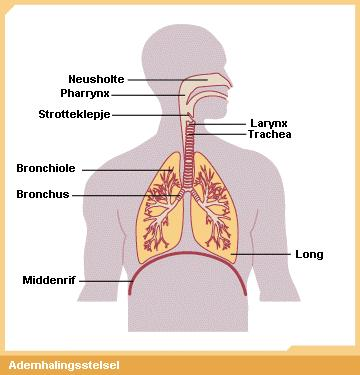 Neusholte
Pharrynx
Strotteklepje
Larynx
Trachea
Bronchiole
Bronchus
Long
Middenrif
Ademhalingsstelsel